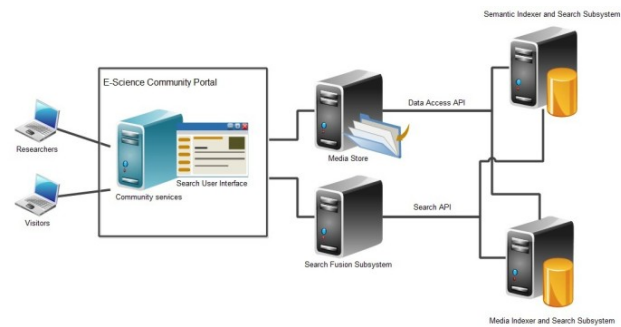 Semantic Indexer and Search Subsystem
E-Science Community Portal
Data Access API
Researchers
Media Store
Search User Interface
Community services
Search API
Visitors
Search Fusion Subsystem
Media Indexer and Search Subsystem